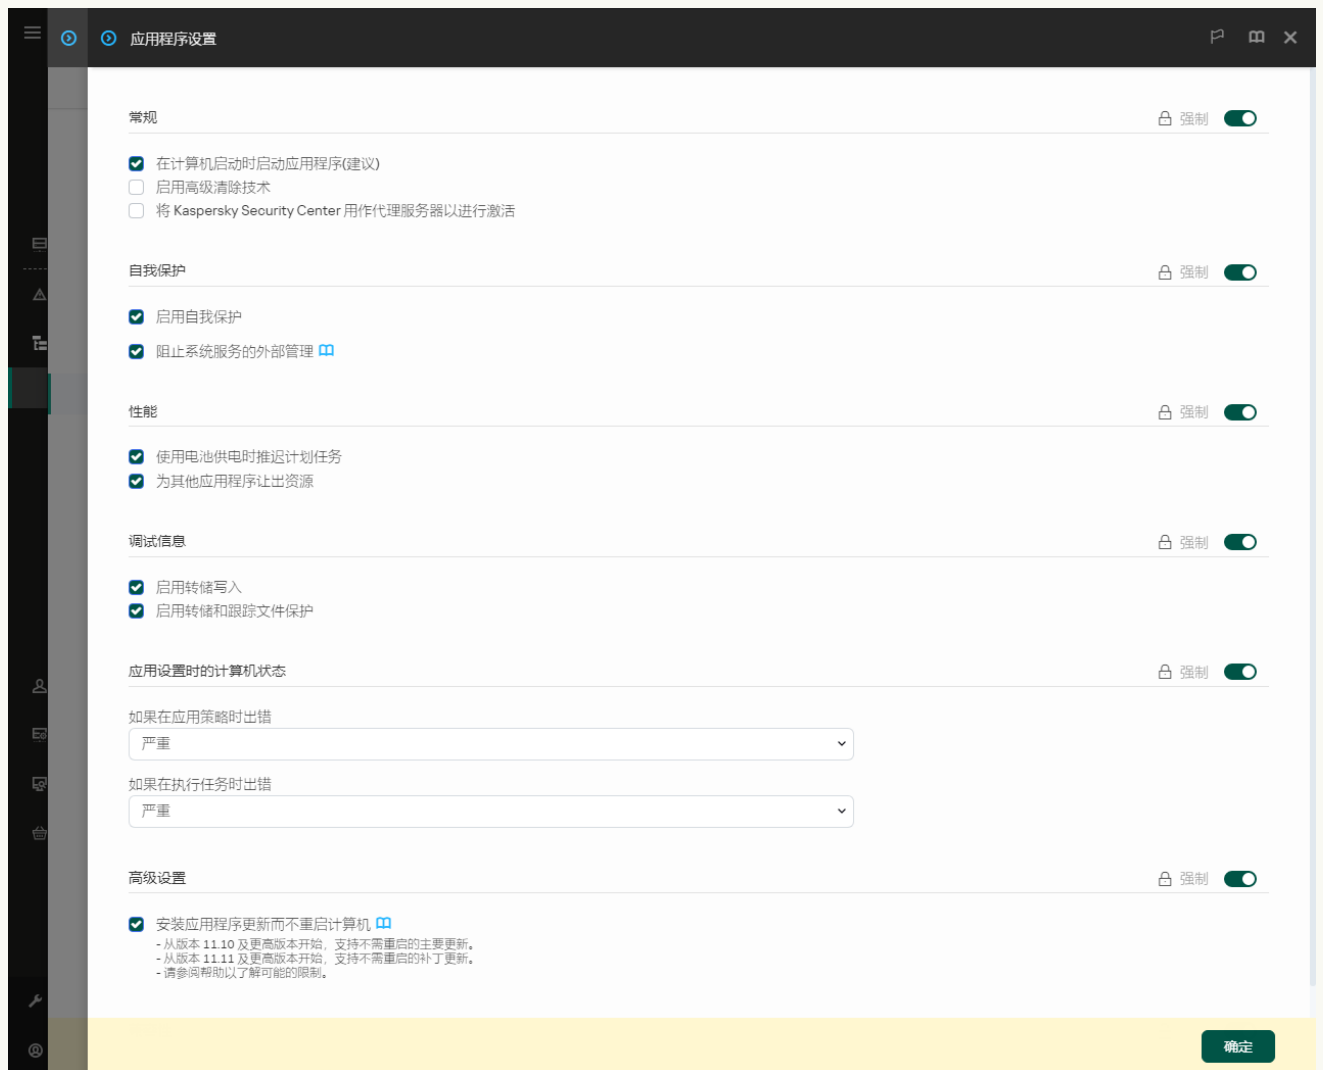 应用程序设置
常规
强制
在计算机启动时启动应用程序(建议)
启用高级清除技术
将 Kaspersky Security Center 用作代理服务器以进行激活
自我保护
强制
启用自我保护
阻止系统服务的外部管理
性能
强制
使用电池供电时推迟计划任务
为其他应用程序让出资源
调试信息
强制
启用转储写入
启用转储和跟踪文件保护
应用设置时的计算机状态
强制
如果在应用策略时出错
严重
如果在执行任务时出错
严重
高级设置
强制
安装应用程序更新而不重启计算机
- 从版本 11.10 及更高版本开始，支持不需重启的主要更新。
- 从版本 11.11 及更高版本开始，支持不需重启的补丁更新。
- 请参阅帮助以了解可能的限制。
确定